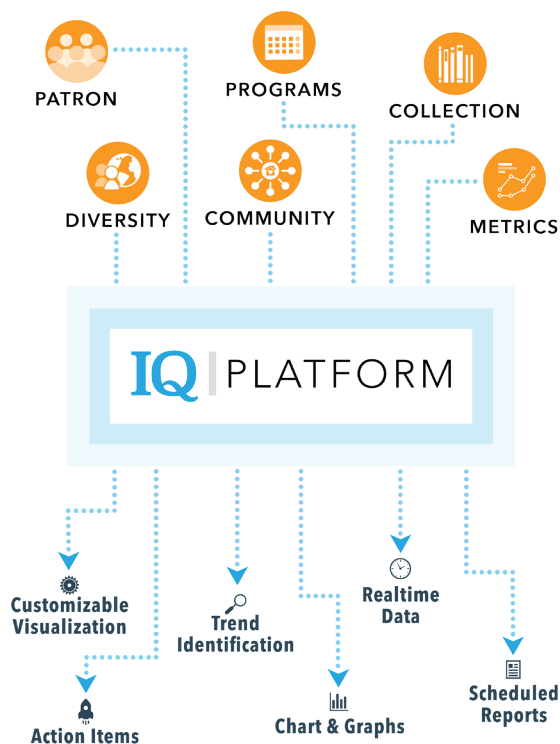 PATRON
PROGRAMS
COLLECTION
DIVERSITY
COMMUNITY
METRICS
IQ | PLATFORM
Customizable
Visualization
Trend
Identification
Realtime
Data
Action Items
Chart & Graphs
Scheduled
Reports